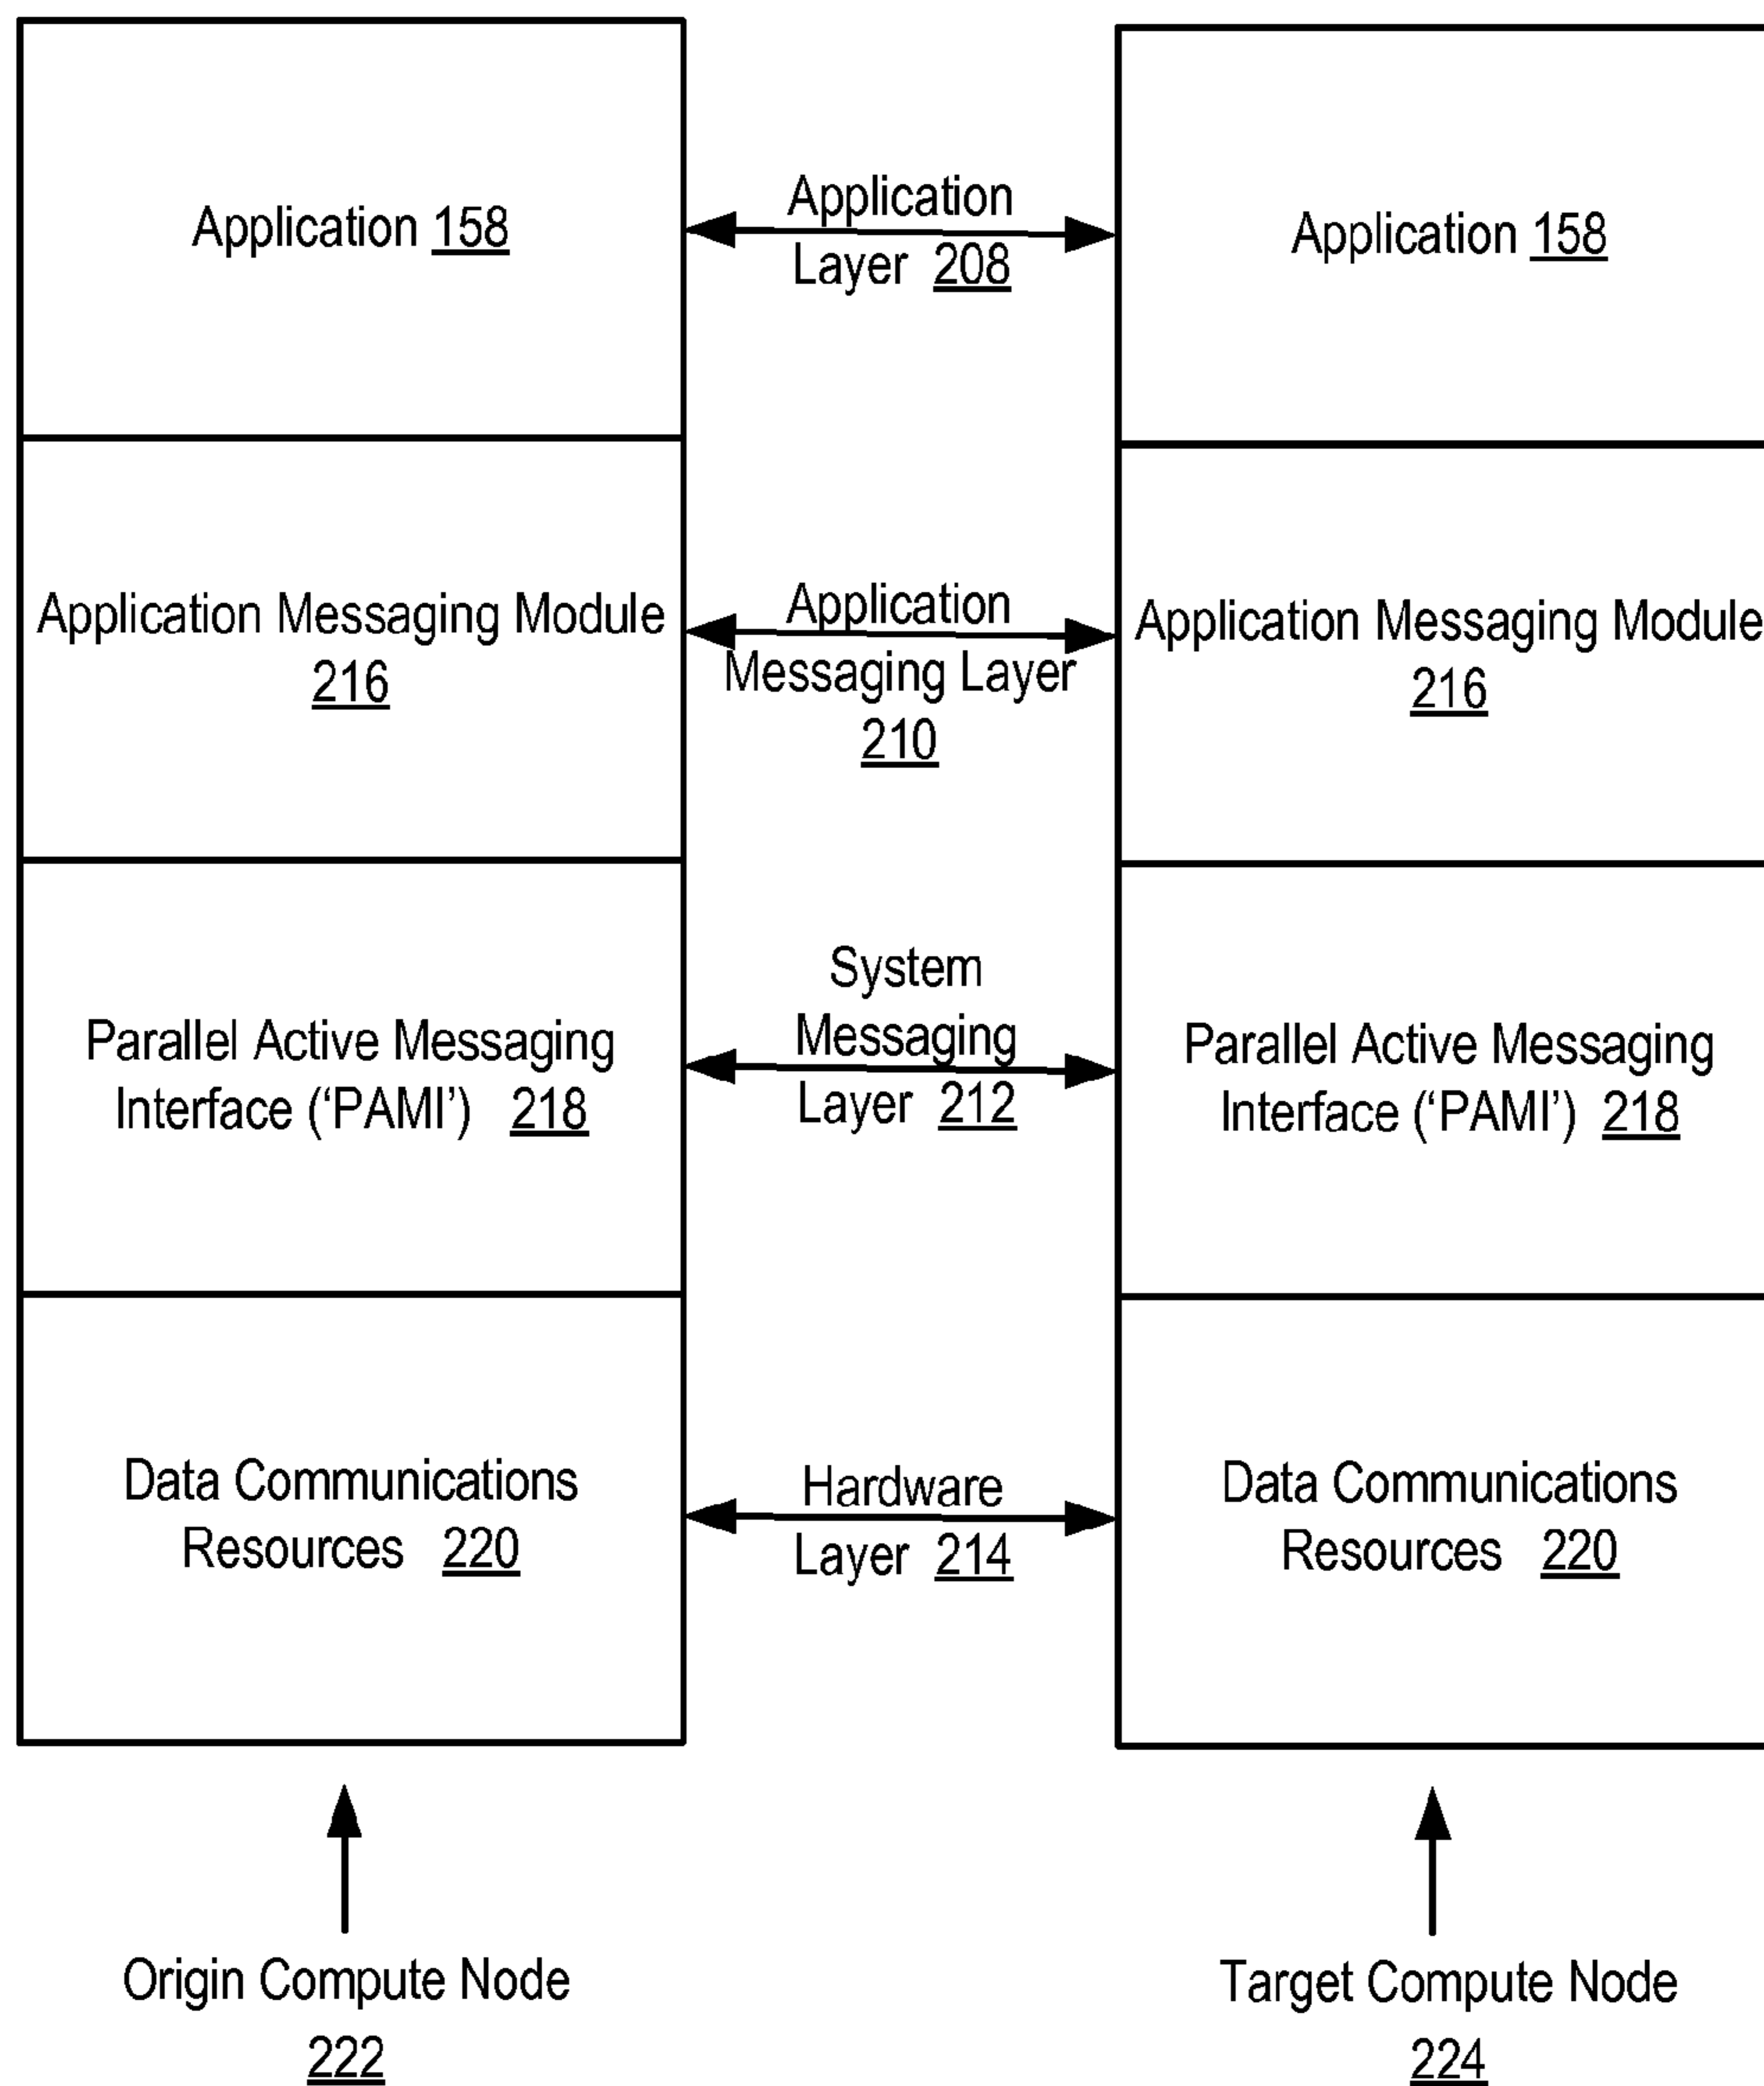 Application 158
Application
Layer 208
Application 158
Application Messaging Module
216
Application
Messaging Layer
210
Application Messaging Module
216
Parallel Active Messaging
Interface (‘PAMI’) 218
System
Messaging
Layer 212
Parallel Active Messaging
Interface (‘PAMI’) 218
Data Communications
Resources 220
Hardware
Layer 214
Data Communications
Resources 220
Origin Compute Node
222
Target Compute Node
224